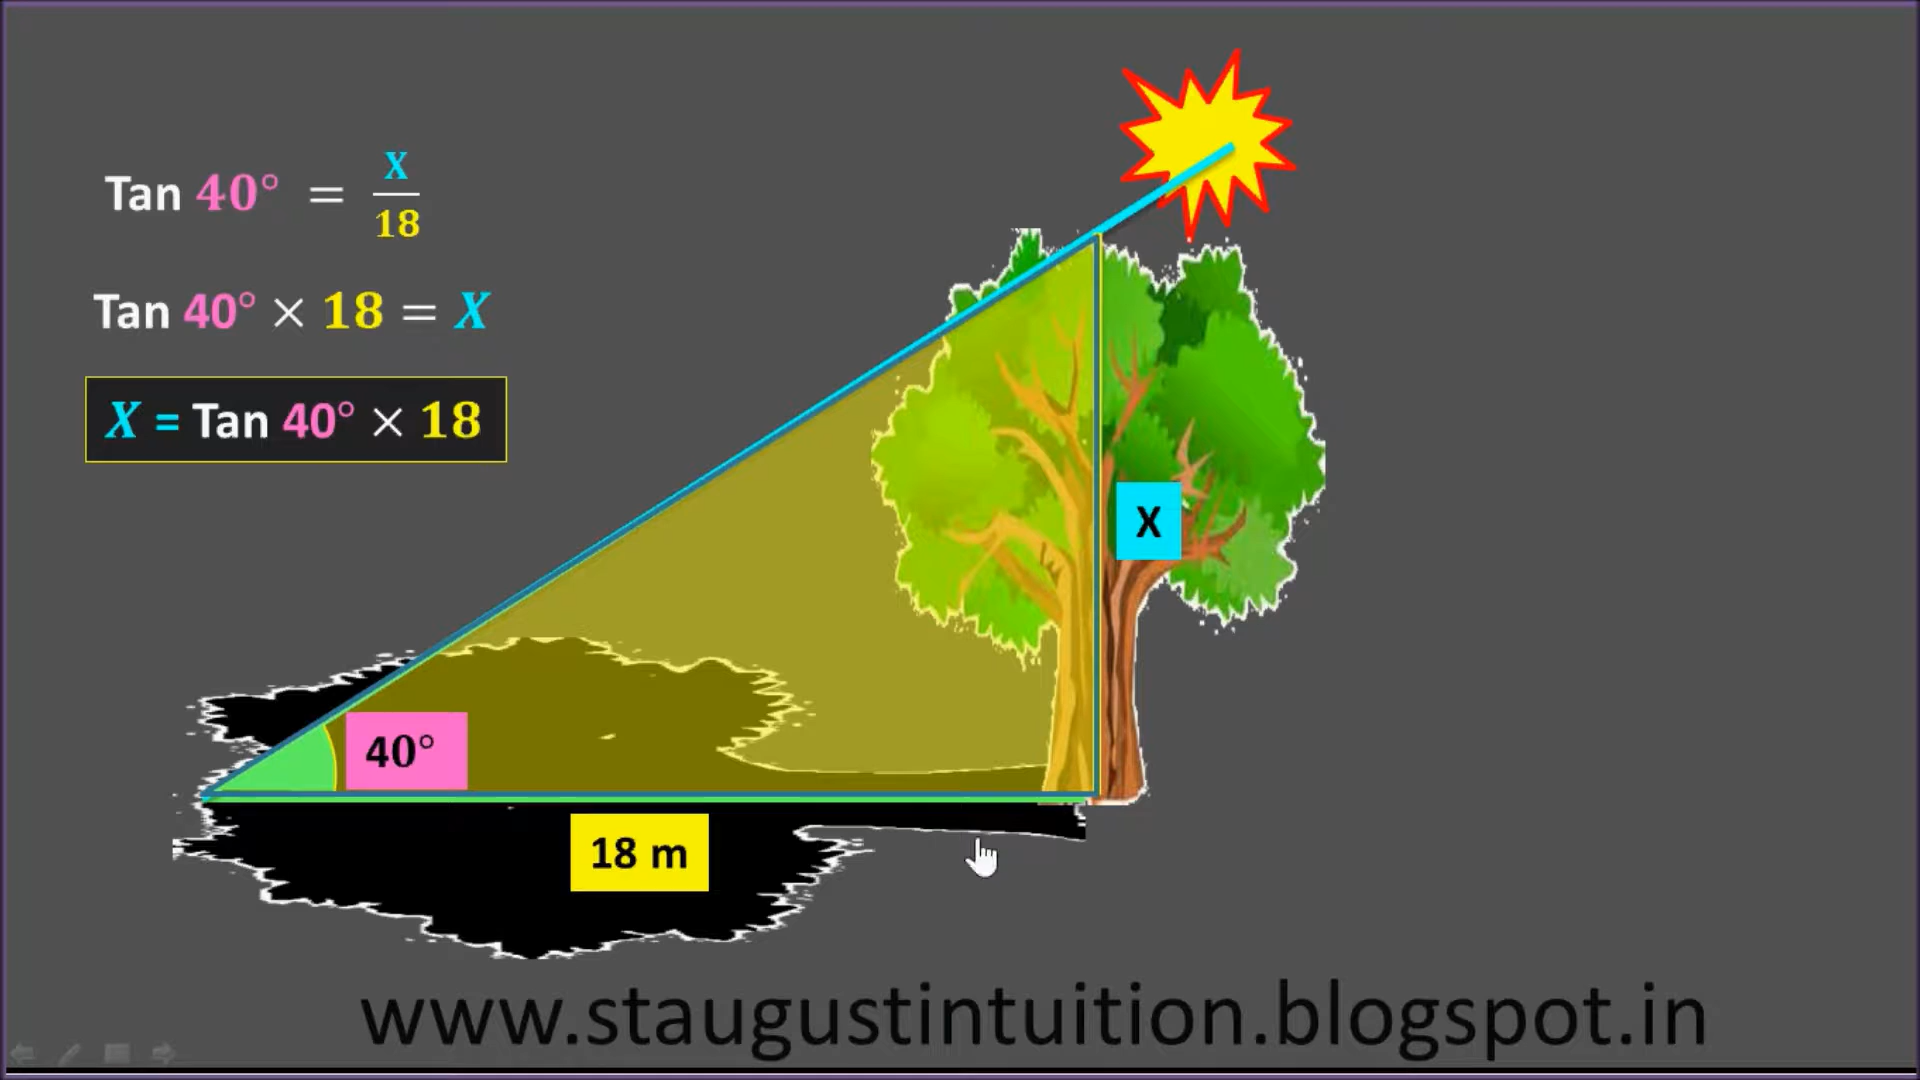 Tan 40° = X/18
Tan 40° × 18 = X
X = Tan 40° × 18
X
40°
18 m
www.staugustintuition.blogspot.in